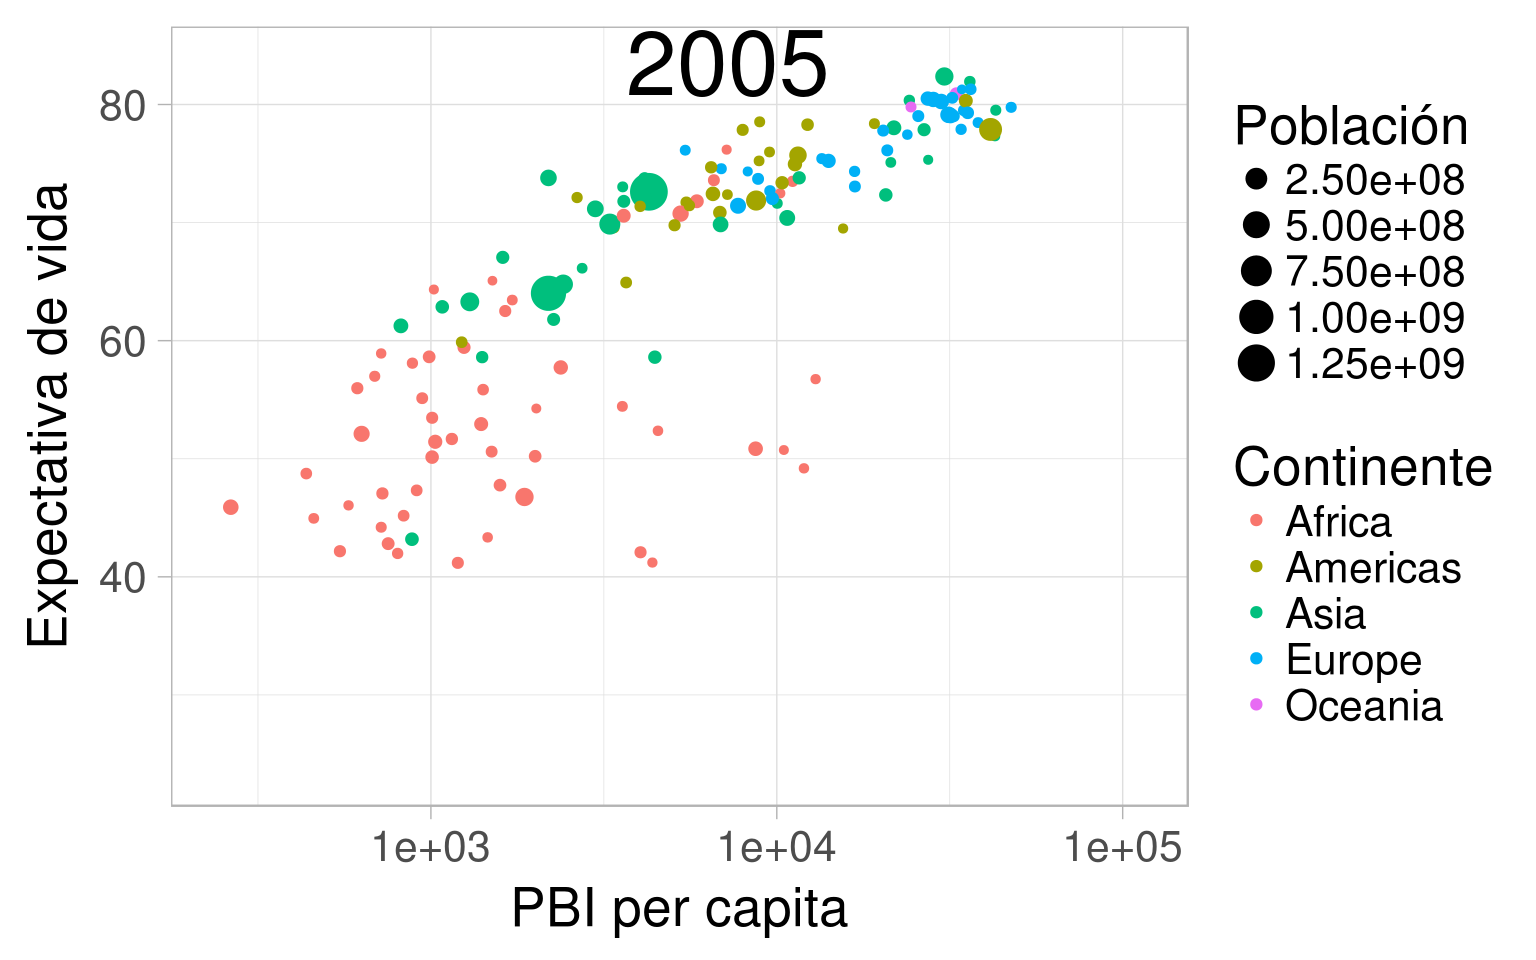 2005
80
60
40
Expectativa de vida
1e+03 1e+04 1e+05
PBI per capita
Población
2.50e+08
5.00e+08
7.50e+08
1.00e+09
1.25e+09
Continente
Africa
Americas
Asia
Europe
Oceania